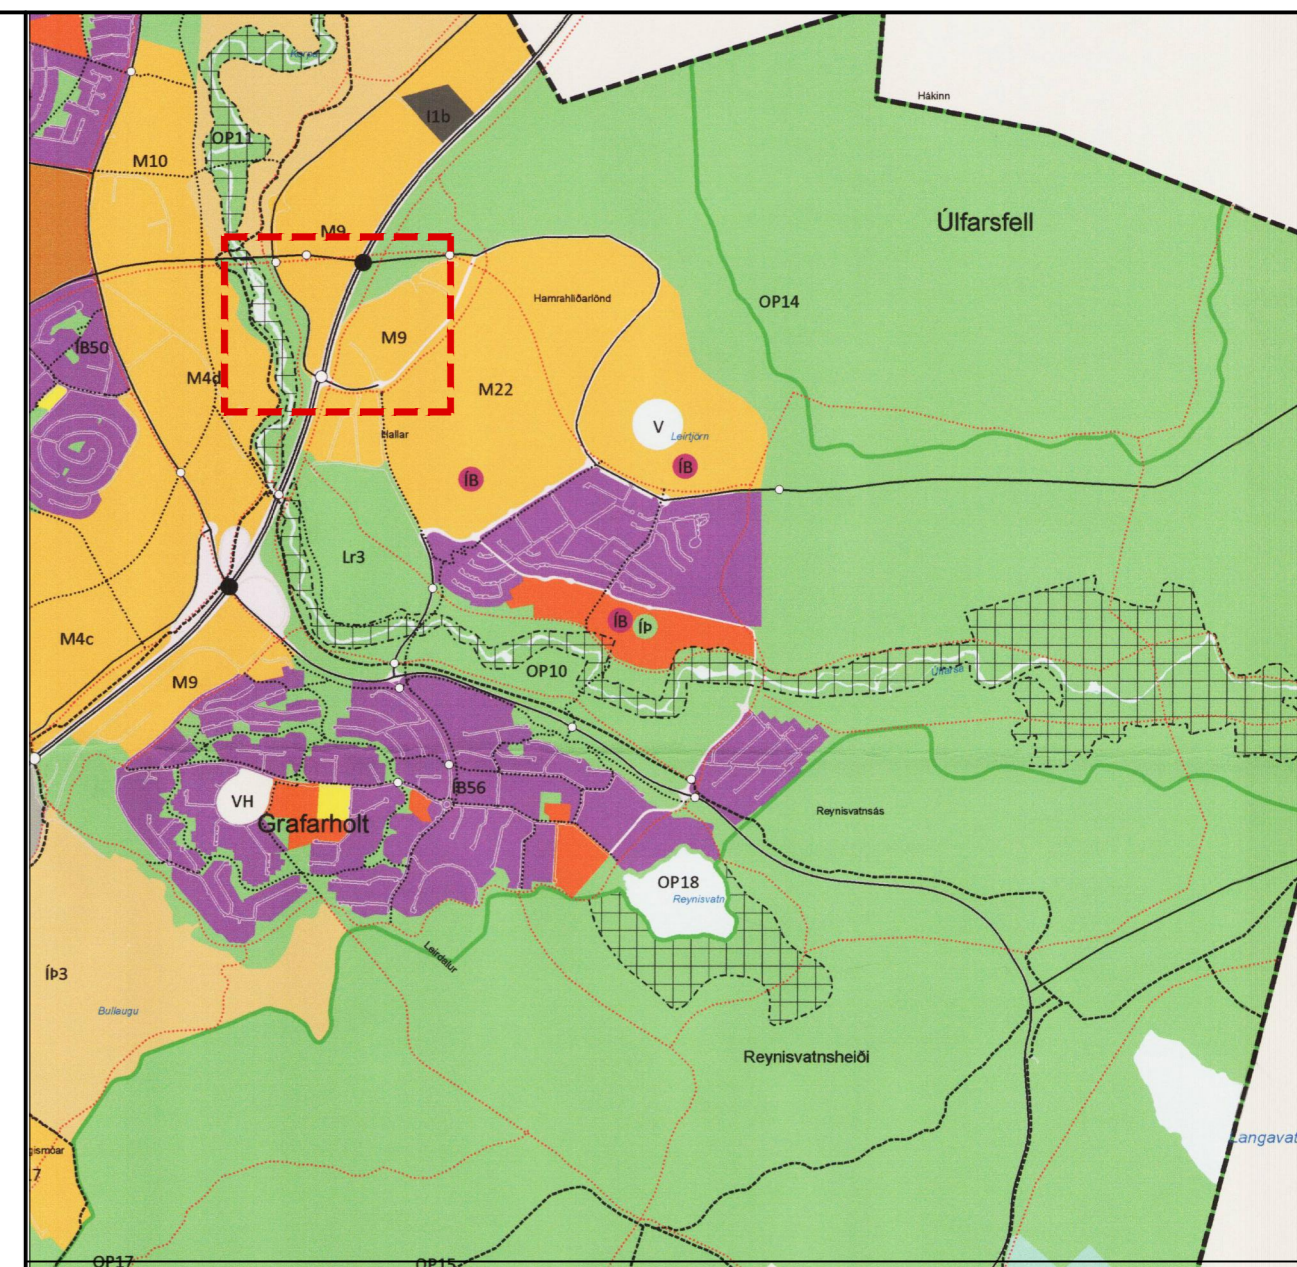 Hákinn
I1b
OP11
M10
Úlfarsfell
M9
Hamrahlíðarlönd
OP14
M9
ÍB50
M4d
M22
V
Leirtjörn
Hallar
ÍB
ÍB
Lr3
ÍB
ÍÞ
M4c
OP10
Úlfarsá
M9
ÍB56
VH
Grafarholt
Reynisvatnsás
OP18
Reynisvatn
Leirdalur
ÍÞ3
Bullaugu
Reynisvatnsheiði
Langavat
OP17
OP15